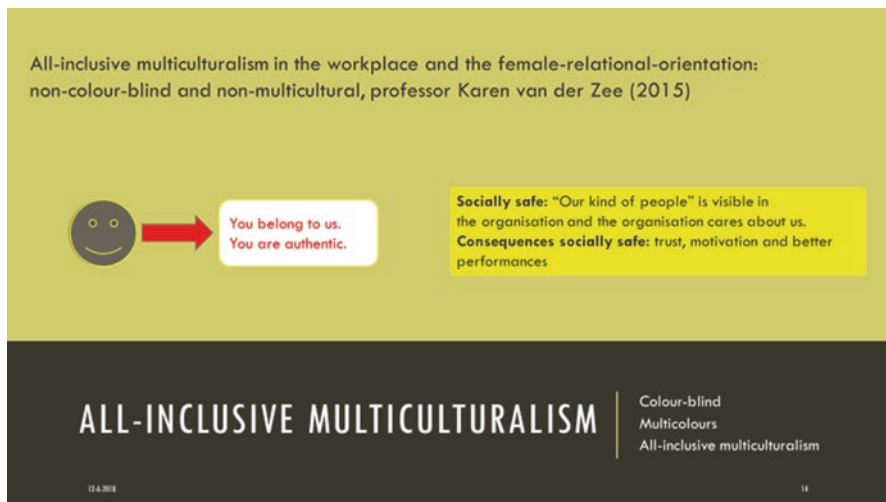 All-inclusive multiculturalism in the workplace and the female-relational-orientation:
non-colour-blind and non-multicultural, professor Karen van der Zee (2015)
You belong to us.
You are authentic.
Socially safe: “Our kind of people” is visible in
the organisation and the organisation cares about us.
Consequences socially safe: trust, motivation and better
performances
ALL-INCLUSIVE MULTICULTURALISM
Colour-blind
Multicolours
All-inclusive multiculturalism
12-6-2018
14